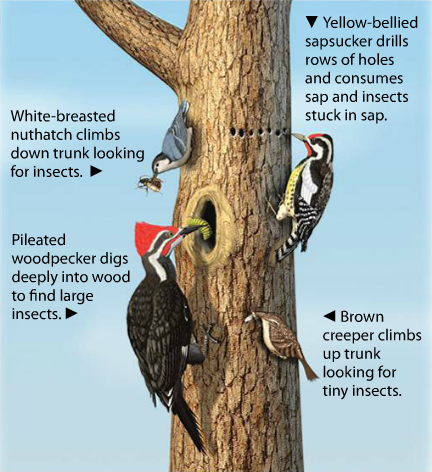 ▼ Yellow-bellied
sapsucker drills
rows of holes
and consumes
sap and insects
stuck in sap.
White-breasted
nuthatch climbs
down trunk looking
for insects. ►
Pileated
woodpecker digs
deeply into wood
to find large
insects. ►
◄ Brown
creeper climbs
up trunk
looking for
tiny insects.